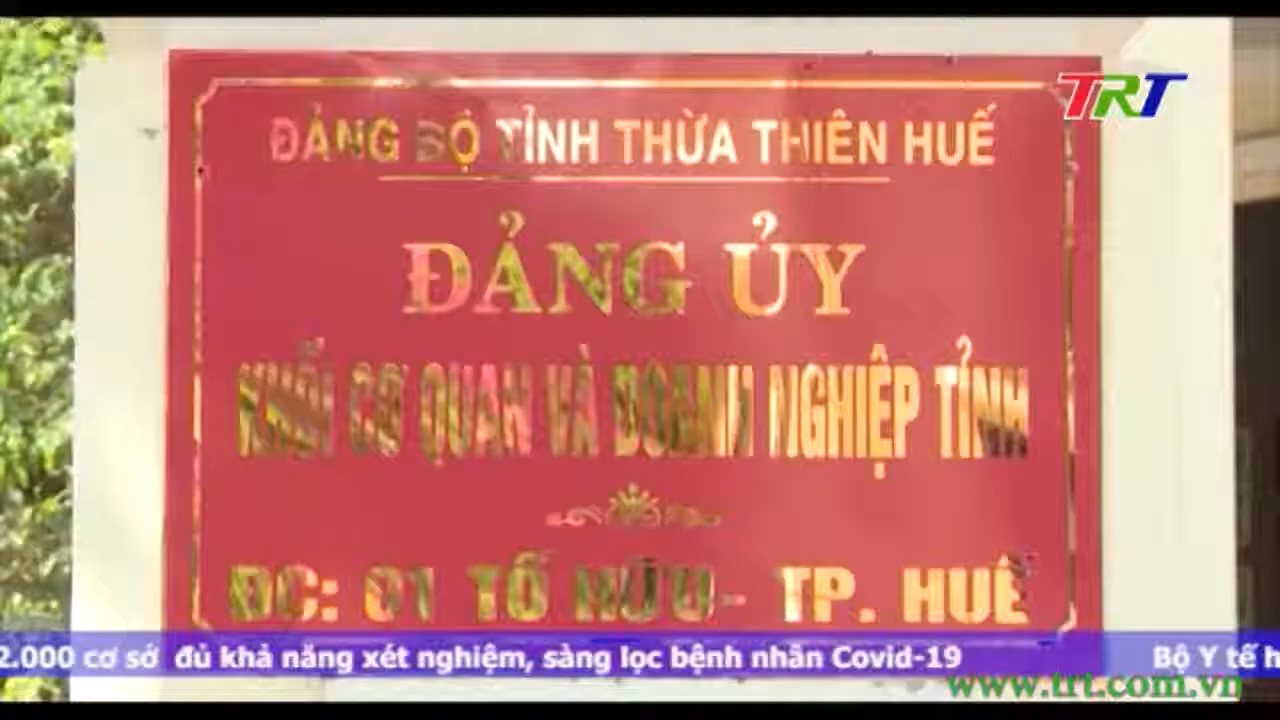 TRT
ĐẢNG BỘ TỈNH THỪA THIÊN HUẾ
ĐẢNG ỦY
KHỐI CƠ QUAN VÀ DOANH NGHIỆP TỈNH
ĐC: 01 TỐ HỮU- TP. HUẾ
2.000 cơ sở đủ khả năng xét nghiệm, sàng lọc bệnh nhân Covid-19 Bộ Y tế h
www.trt.com.vn